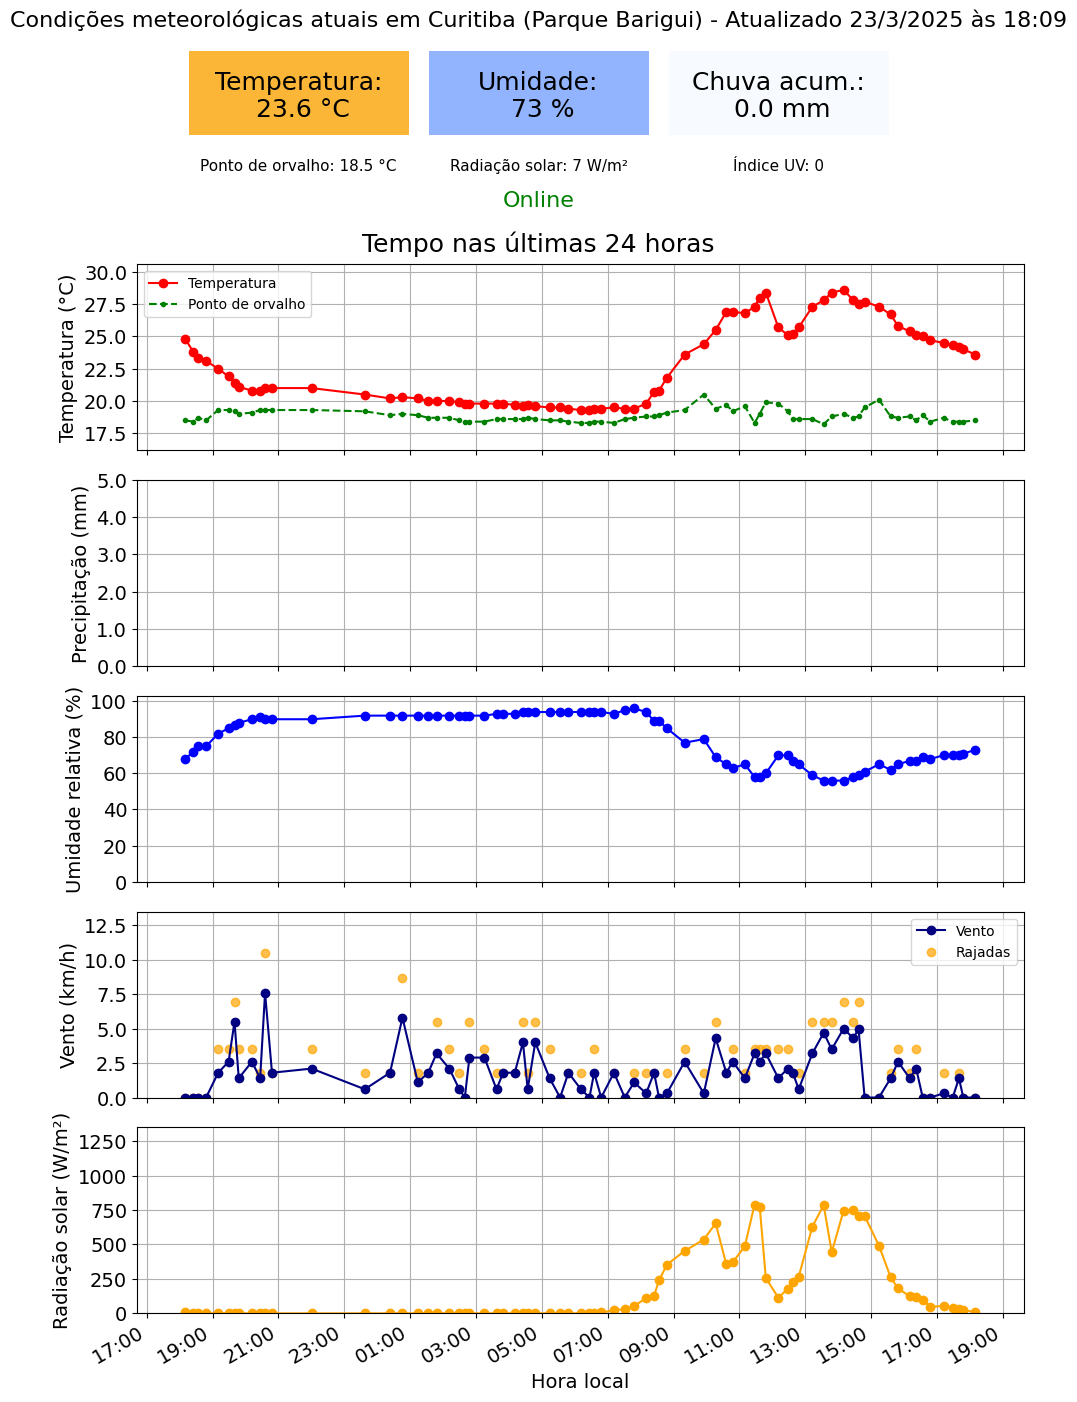 Condições meteorológicas atuais em Curitiba (Parque Barigui) - Atualizado 23/3/2025 às 18:09
Temperatura:
23.6 °C
Umidade:
73 %
Chuva acum.:
0.0 mm
Ponto de orvalho: 18.5 °C
Radiação solar: 7 W/m²
Índice UV: 0
Online
Tempo nas últimas 24 horas
Temperatura (°C)
30.0
27.5
25.0
22.5
20.0
17.5
Temperatura
Ponto de orvalho
Precipitação (mm)
5.0
4.0
3.0
2.0
1.0
0.0
Umidade relativa (%)
100
80
60
40
20
0
Vento (km/h)
12.5
10.0
7.5
5.0
2.5
0.0
Vento
Rajadas
Radiação solar (W/m²)
1250
1000
750
500
250
0
17:00
19:00
21:00
23:00
01:00
03:00
05:00
07:00
09:00
11:00
13:00
15:00
17:00
19:00
Hora local